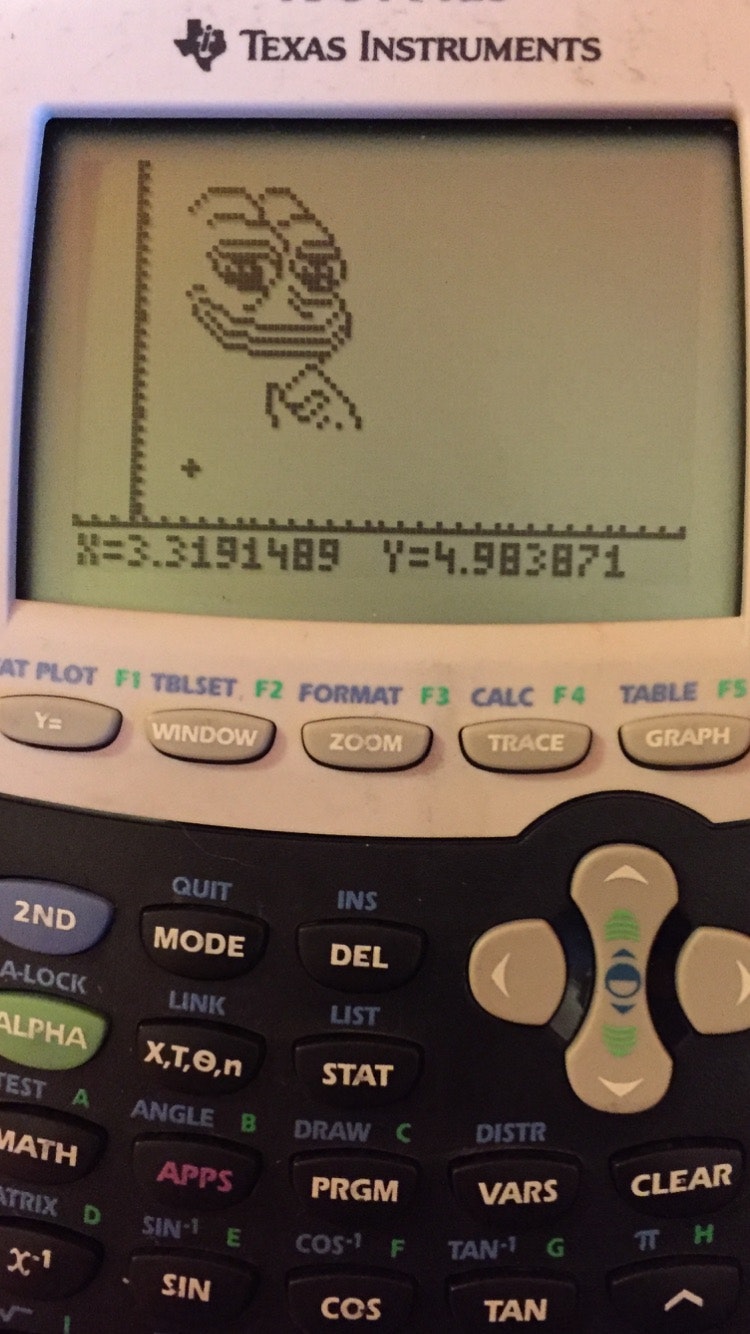 TEXAS INSTRUMENTS
X=3.3191489 Y=4.983871
AT PLOT F1 TBLSET F2 FORMAT F3 CALC F4 TABLE F5
Y= WINDOW ZOOM TRACE GRAPH
QUIT INS
2ND MODE DEL
A-LOCK LINK LIST
ALPHA X,T,Θ,n STAT
TEST A ANGLE B DRAW C DISTR
MATH APPS PRGM VARS CLEAR
ATRIX D SIN-1 E COS-1 F TAN-1 G π H
X-1 SIN COS TAN ^
√ I